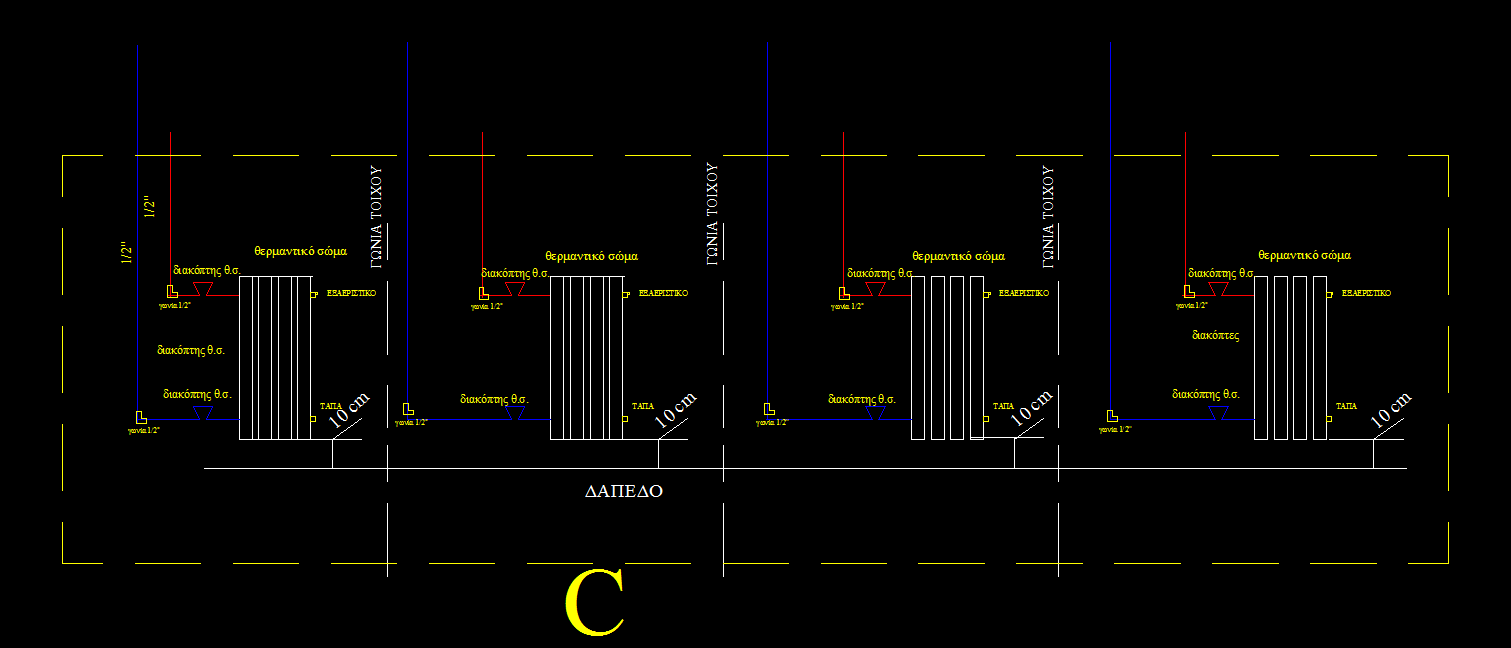 1/2"
1/2"
ΓΩΝΙΑ ΤΟΙΧΟΥ
ΓΩΝΙΑ ΤΟΙΧΟΥ
ΓΩΝΙΑ ΤΟΙΧΟΥ
θερμαντικό σώμα
θερμαντικό σώμα
θερμαντικό σώμα
θερμαντικό σώμα
διακόπτης θ.σ.
διακόπτης θ.σ.
διακόπτης θ.σ.
διακόπτης θ.σ.
γωνία 1/2"
ΕΞΑΕΡΙΣΤΙΚΟ
γωνία 1/2"
ΕΞΑΕΡΙΣΤΙΚΟ
γωνία 1/2"
ΕΞΑΕΡΙΣΤΙΚΟ
γωνία 1/2"
ΕΞΑΕΡΙΣΤΙΚΟ
διακόπτης θ.σ.
διακόπτες
διακόπτης θ.σ.
διακόπτης θ.σ.
διακόπτης θ.σ.
διακόπτης θ.σ.
γωνία 1/2"
ΤΑΠΑ
10 cm
γωνία 1/2"
ΤΑΠΑ
10 cm
γωνία 1/2"
ΤΑΠΑ
10 cm
γωνία 1/2"
ΤΑΠΑ
10 cm
ΔΑΠΕΔΟ
C